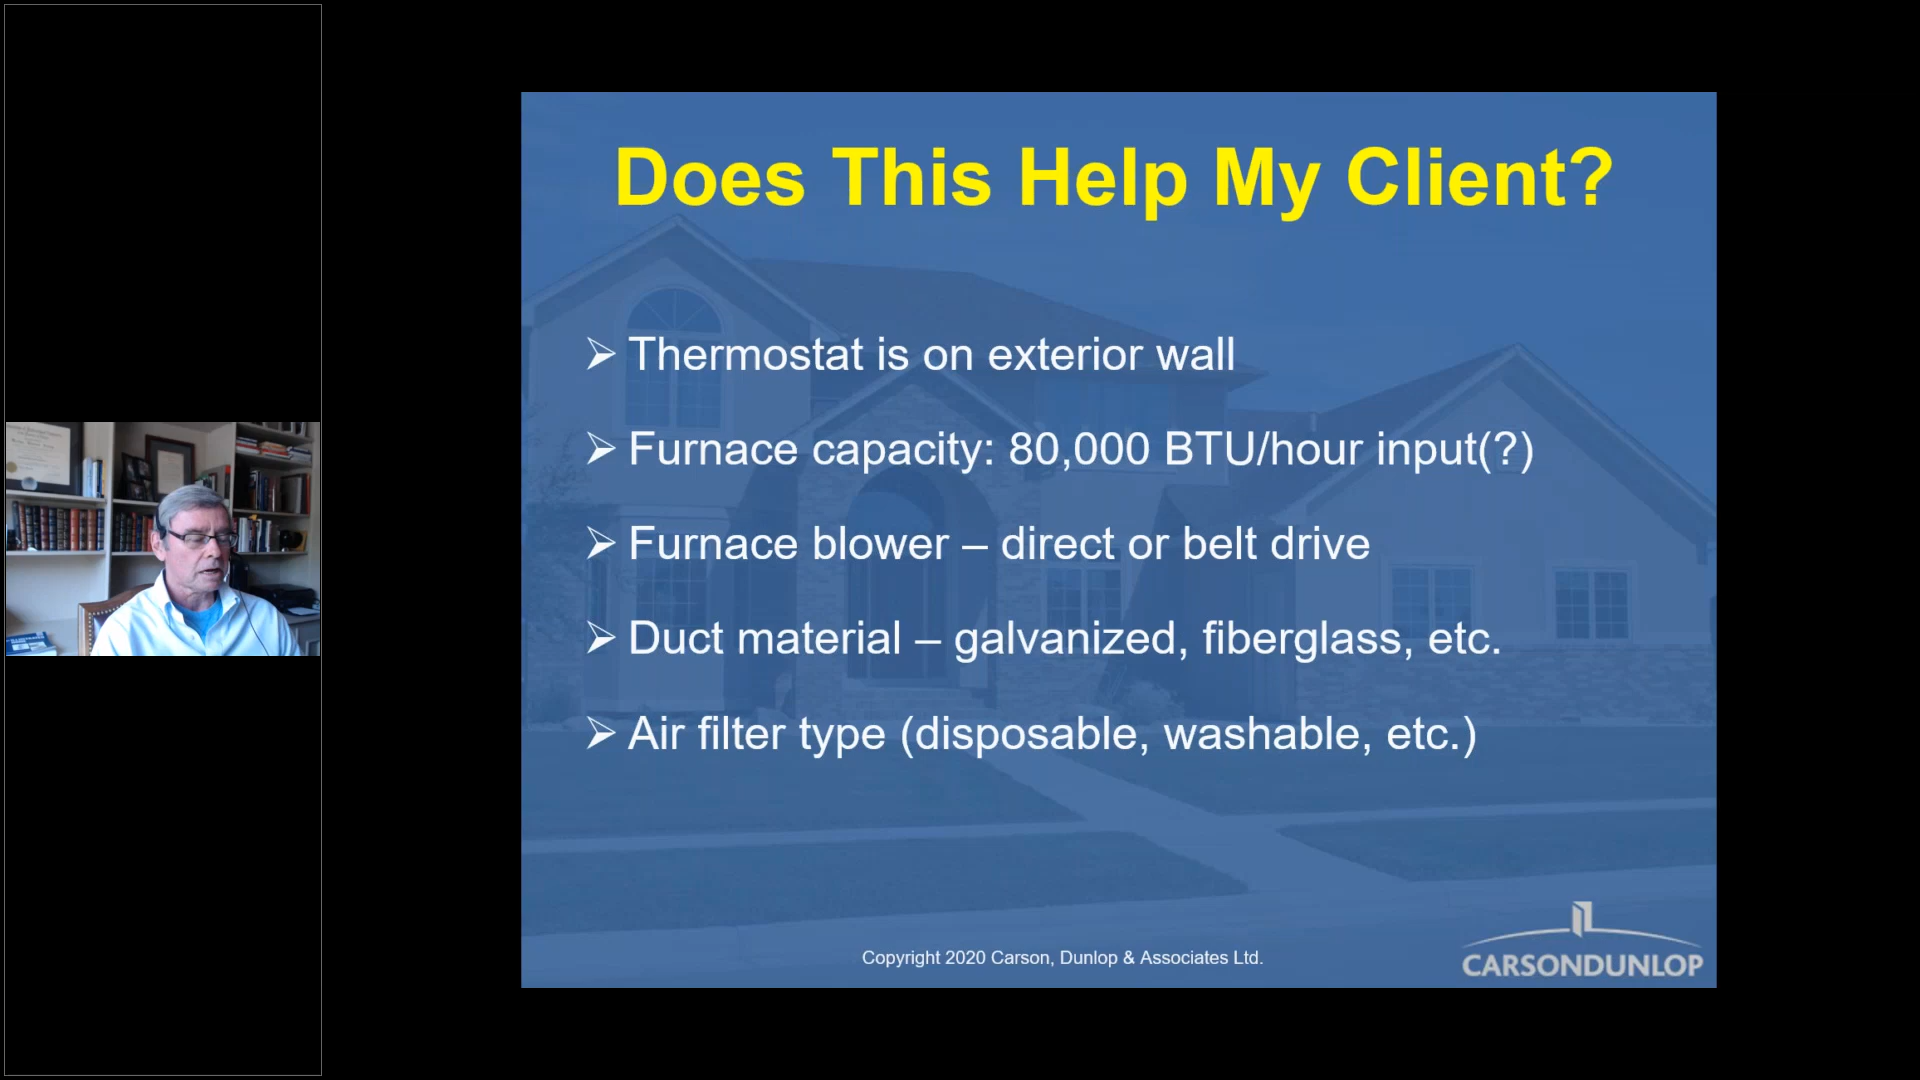 Does This Help My Client?
➢ Thermostat is on exterior wall
➢ Furnace capacity: 80,000 BTU/hour input(?)
➢ Furnace blower – direct or belt drive
➢ Duct material – galvanized, fiberglass, etc.
➢ Air filter type (disposable, washable, etc.)
Copyright 2020 Carson, Dunlop & Associates Ltd.
CARSONDUNLOP